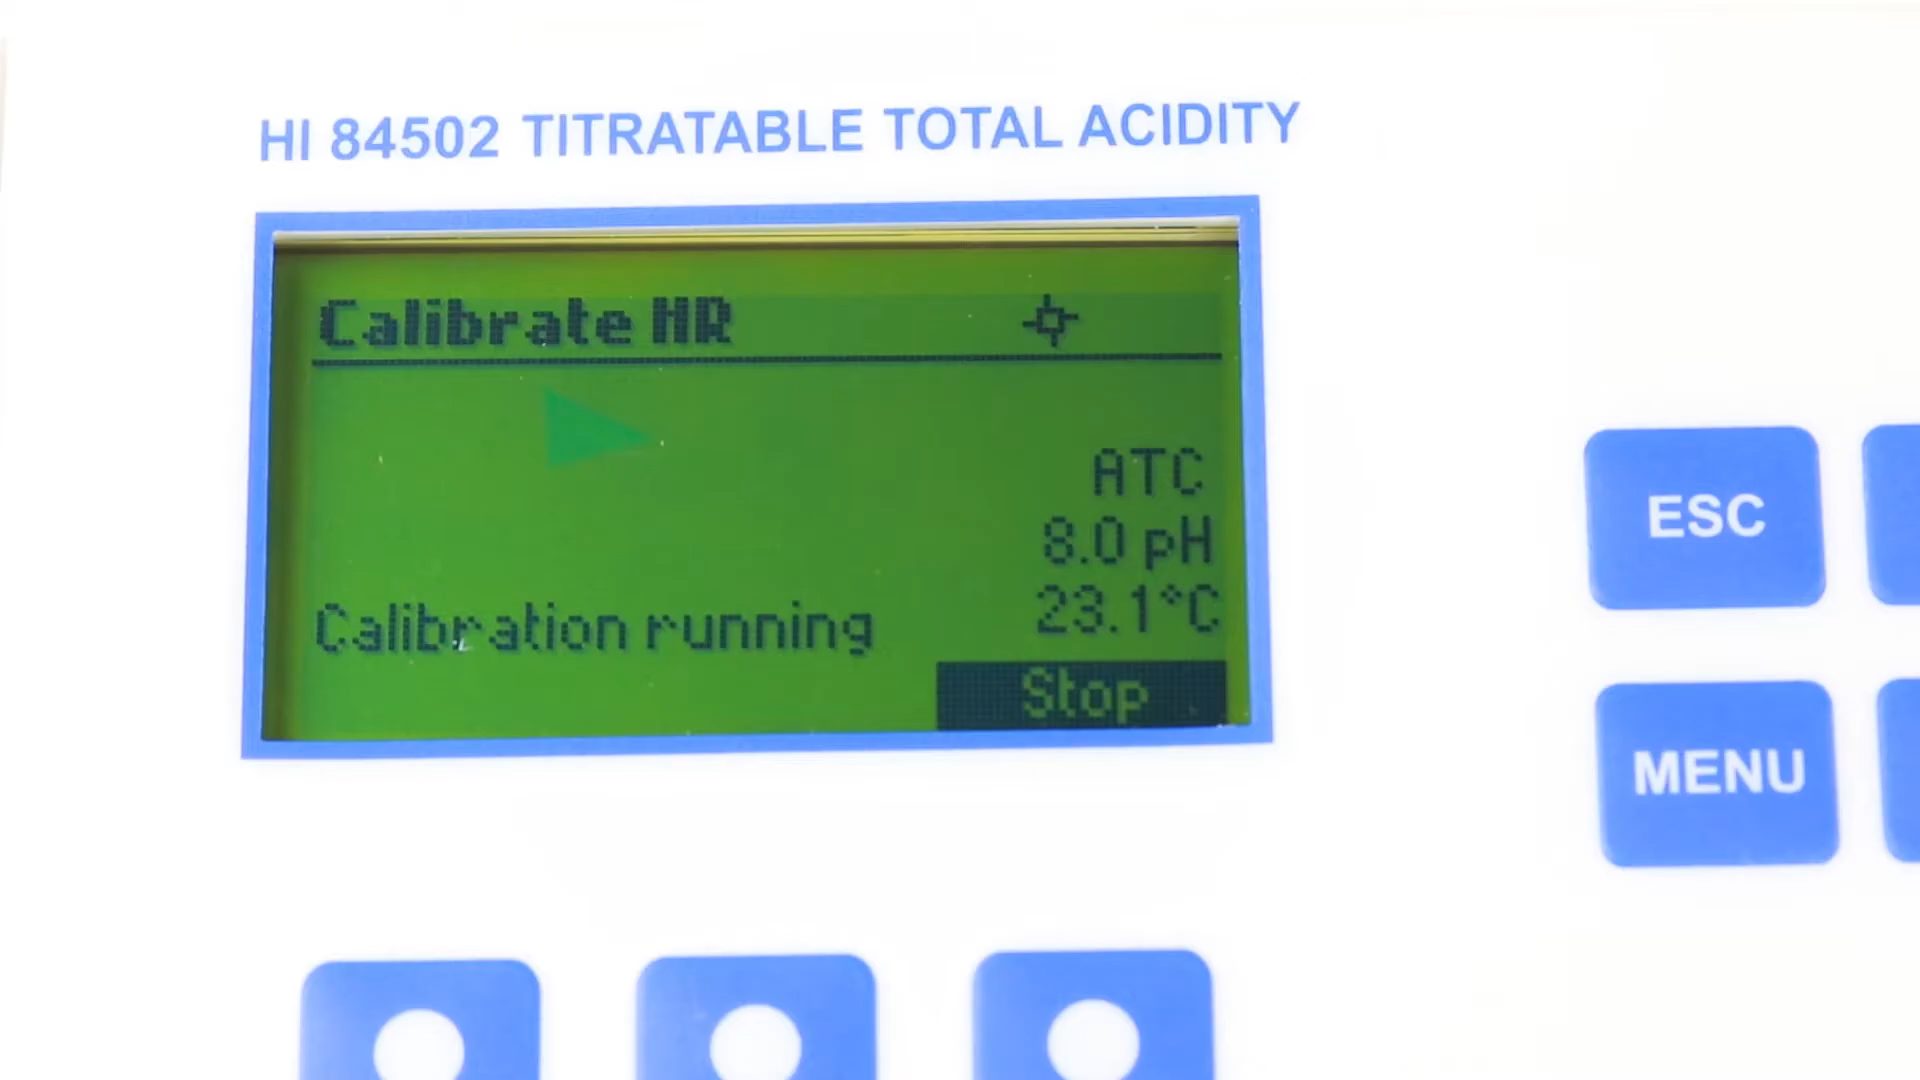 HI 84502 TITRATABLE TOTAL ACIDITY
Calibrate HR
ATC
8.0 pH
23.1°C
Calibration running
Stop
ESC
MENU